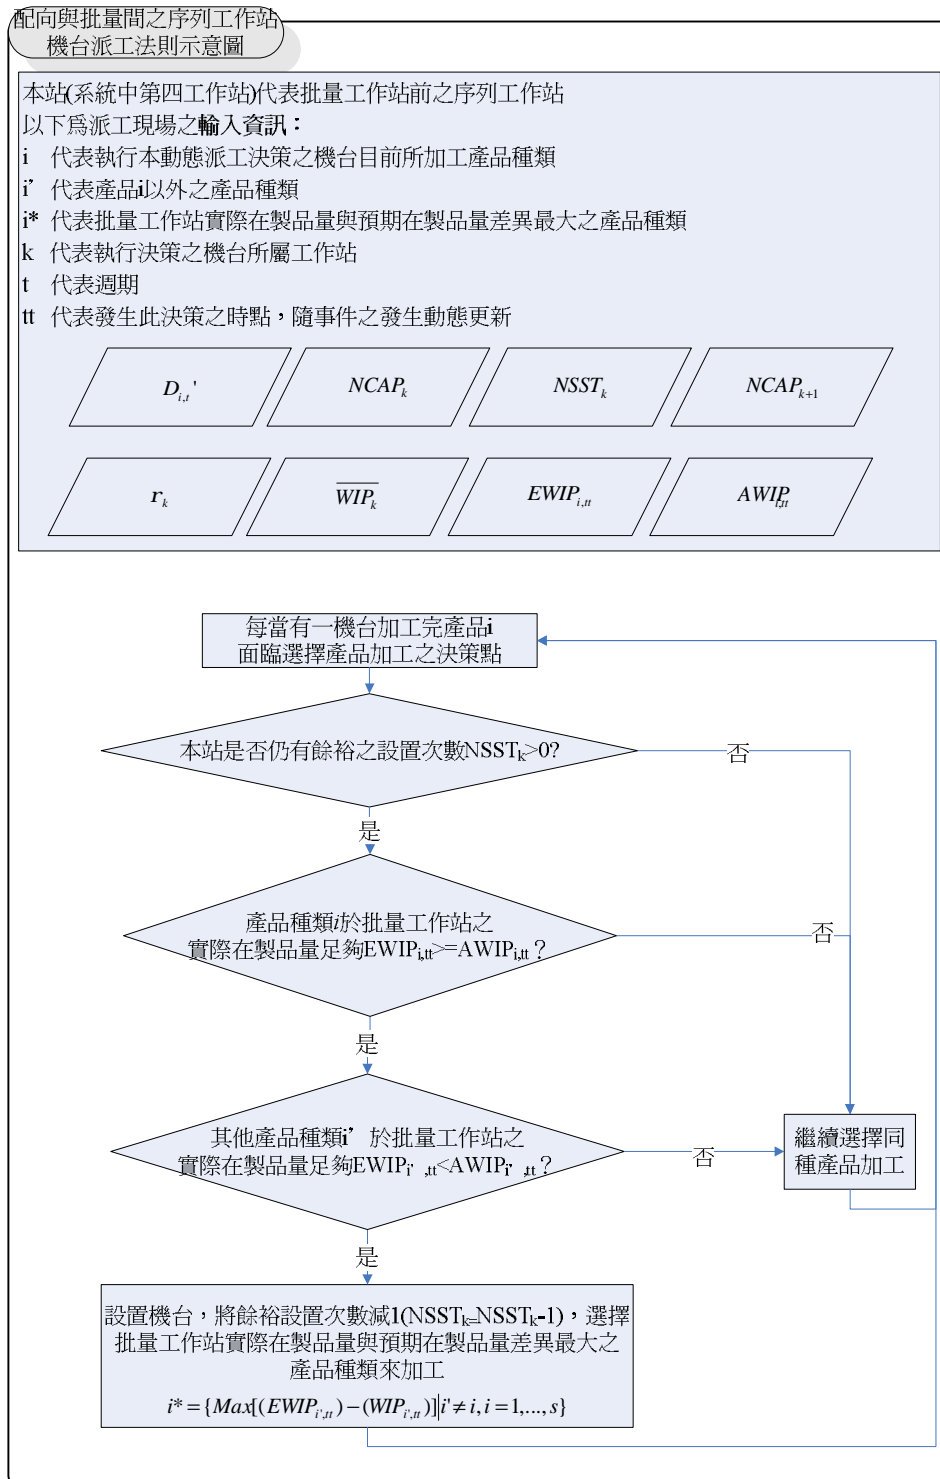 配向與批量間之序列工作站
機台派工法則示意圖
本站(系統中第四工作站)代表批量工作站前之序列工作站
以下為派工現場之輸入資訊：
i 代表執行本動態派工決策之機台目前所加工產品種類
i’ 代表產品i以外之產品種類
i* 代表批量工作站實際在製品量與預期在製品量差異最大之產品種類
k 代表執行決策之機台所屬工作站
t 代表週期
tt 代表發生此決策之時點，隨事件之發生動態更新
D_{i,t}'
NCAP_k
NSST_k
NCAP_{k+1}
r_k
\overline{WIP_k}
EWIP_{i,tt}
AWIP_{i,tt}
每當有一機台加工完產品i
面臨選擇產品加工之決策點
本站是否仍有餘裕之設置次數NSST_k>0?
否
是
產品種類i於批量工作站之
實際在製品量足夠EWIP_{i,tt}>=AWIP_{i,tt}？
否
是
其他產品種類i’於批量工作站之
實際在製品量足夠EWIP_{i’,tt}<AWIP_{i’,tt}？
否
繼續選擇同
種產品加工
是
設置機台，將餘裕設置次數減1(NSST_k=NSST_k-1)，選擇
批量工作站實際在製品量與預期在製品量差異最大之
產品種類來加工
i* = {Max[(EWIP_{i',tt})−(WIP_{i',tt})]|i' ≠ i, i = 1,...,s}